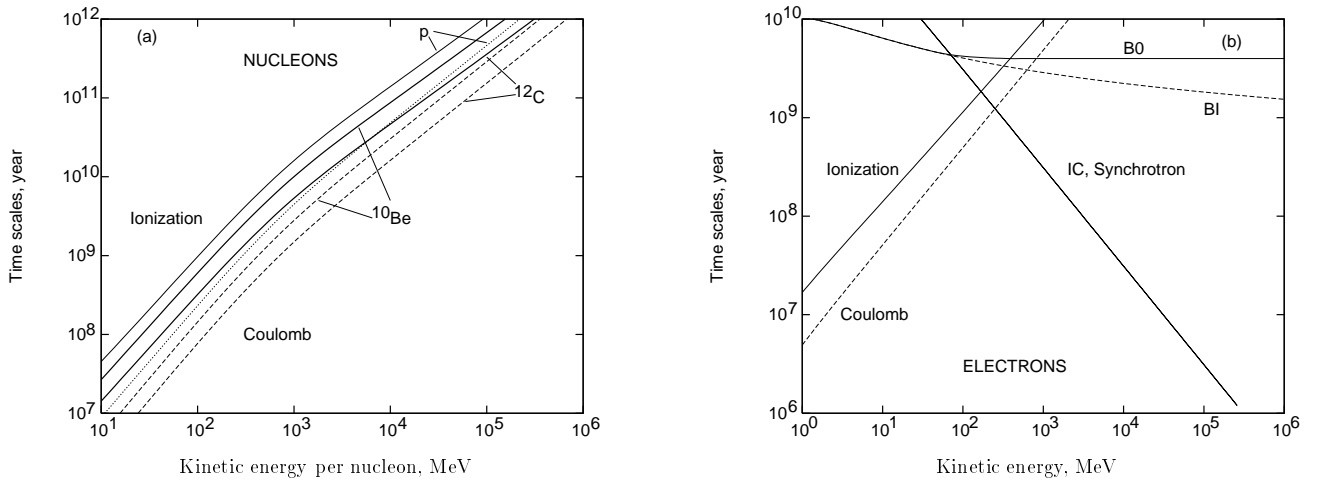 10^12
10^11
10^10
10^9
10^8
10^7
Time scales, year
(a)
NUCLEONS
p
12C
Ionization
10Be
Coulomb
10^1 10^2 10^3 10^4 10^5 10^6
Kinetic energy per nucleon, MeV
10^10
10^9
10^8
10^7
10^6
Time scales, year
B0
(b)
BI
Ionization
IC, Synchrotron
Coulomb
ELECTRONS
10^0 10^1 10^2 10^3 10^4 10^5 10^6
Kinetic energy, MeV